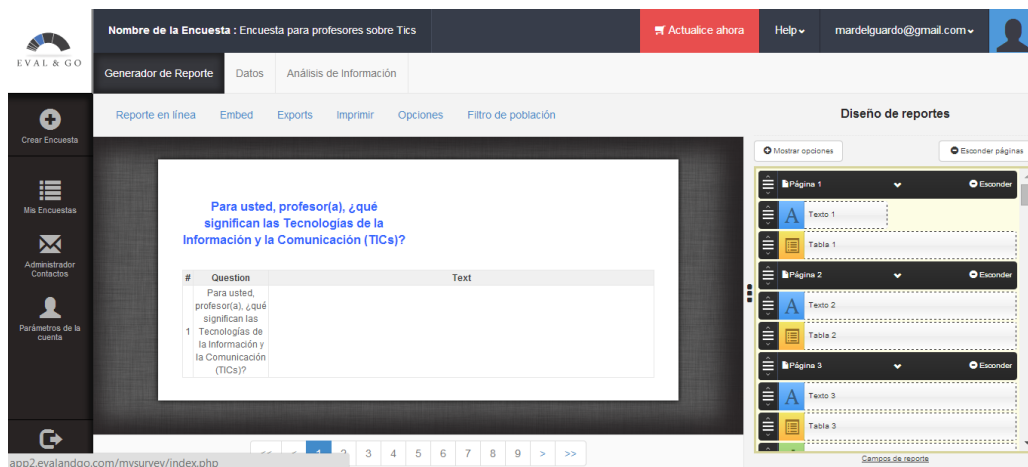 EVAL & GO
Nombre de la Encuesta : Encuesta para profesores sobre Tics
Actualice ahora
Help
mardelguardo@gmail.com
Generador de Reporte
Datos
Análisis de Información
Crear Encuesta
Mis Encuestas
Administrador
Contactos
Parámetros de la
cuenta
app2.evalandgo.com/mysurvey/index.php
Reporte en línea
Embed
Exports
Imprimir
Opciones
Filtro de población
Para usted, profesor(a), ¿qué
significan las Tecnologías de la
Información y la Comunicación (TICs)?
# Question Text
1 Para usted,
profesor(a), ¿qué
significan las
Tecnologías de
la Información y
la Comunicación
(TICs)?
<< < 1 2 3 4 5 6 7 8 9 > >>
Diseño de reportes
Mostrar opciones
Esconder páginas
Página 1 Esconder
A Texto 1
Tabla 1
Página 2 Esconder
A Texto 2
Tabla 2
Página 3 Esconder
A Texto 3
Tabla 3
Campos de reporte